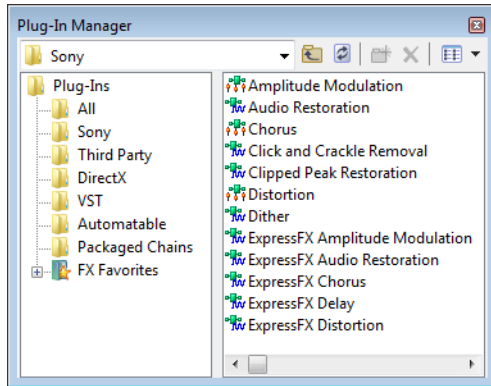 Plug-In Manager
Sony
Plug-Ins
All
Sony
Third Party
DirectX
VST
Automatable
Packaged Chains
FX Favorites
Amplitude Modulation
Audio Restoration
Chorus
Click and Crackle Removal
Clipped Peak Restoration
Distortion
Dither
ExpressFX Amplitude Modulation
ExpressFX Audio Restoration
ExpressFX Chorus
ExpressFX Delay
ExpressFX Distortion